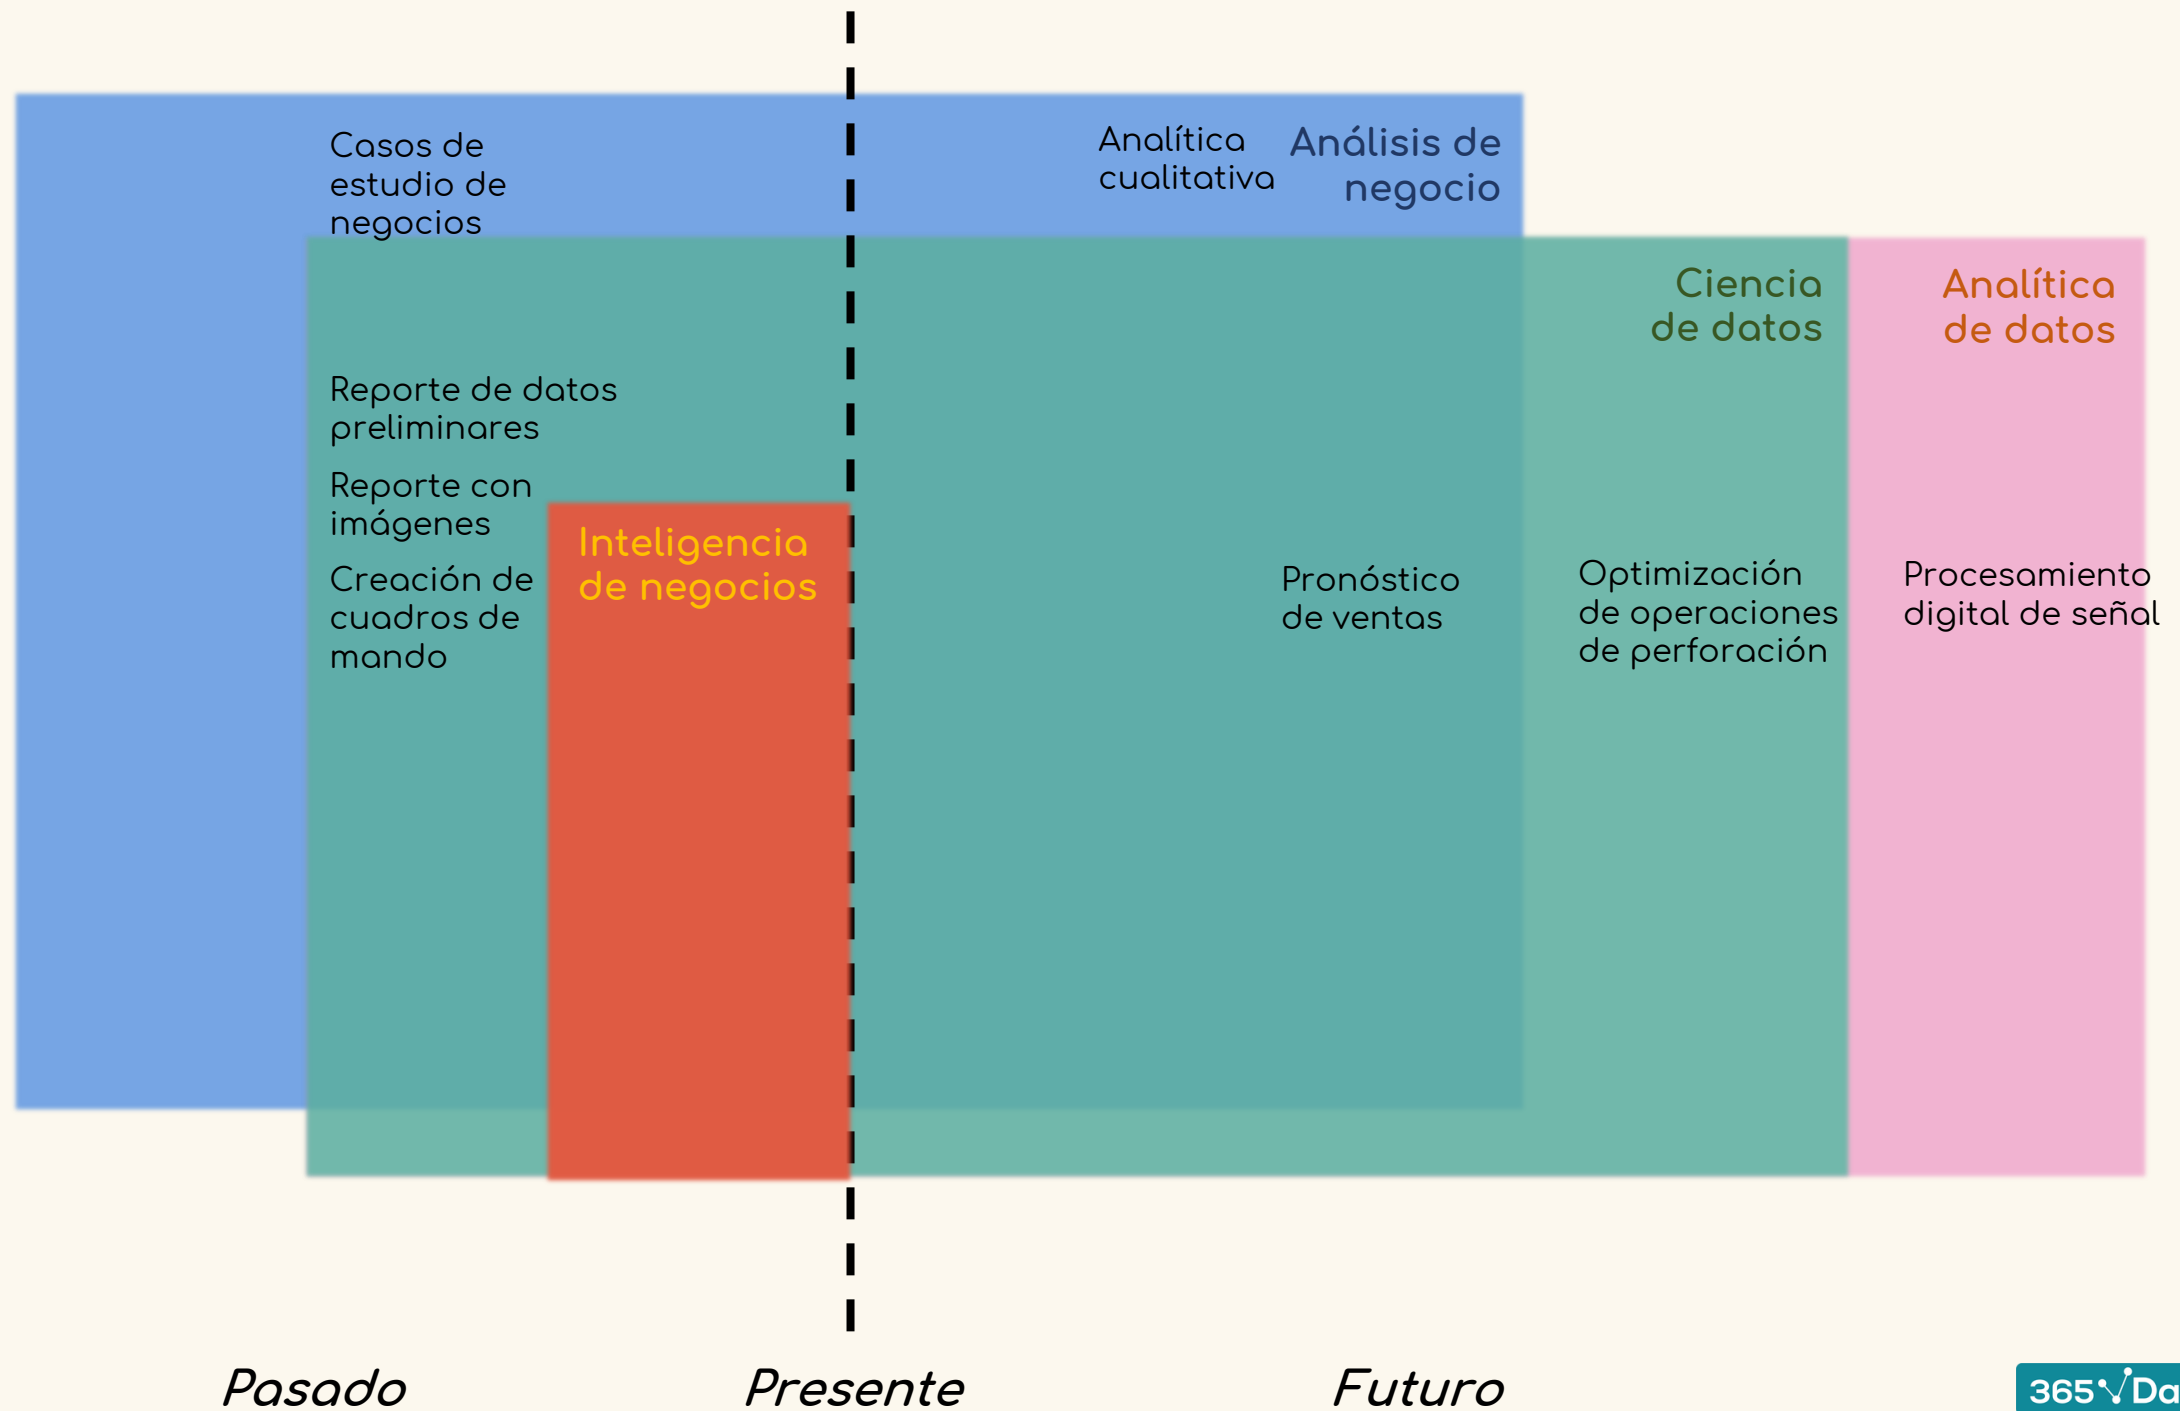 Casos de
estudio de
negocios
Analítica
cualitativa
Análisis de
negocio
Ciencia
de datos
Analítica
de datos
Reporte de datos
preliminares
Reporte con
imágenes
Creación de
cuadros de
mando
Inteligencia
de negocios
Pronóstico
de ventas
Optimización
de operaciones
de perforación
Procesamiento
digital de señal
Pasado
Presente
Futuro
365 Da